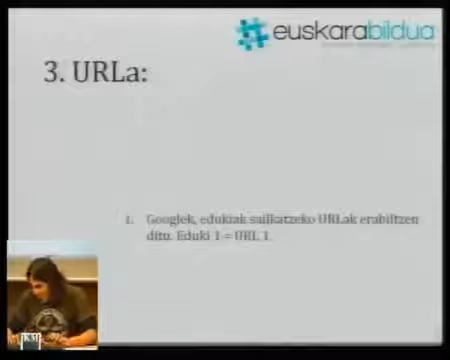 euskarabildua
3. URLa:
1. Googlek, edukiak sailkatzeko URLak erabiltzen
ditu. Eduki 1 = URL 1.